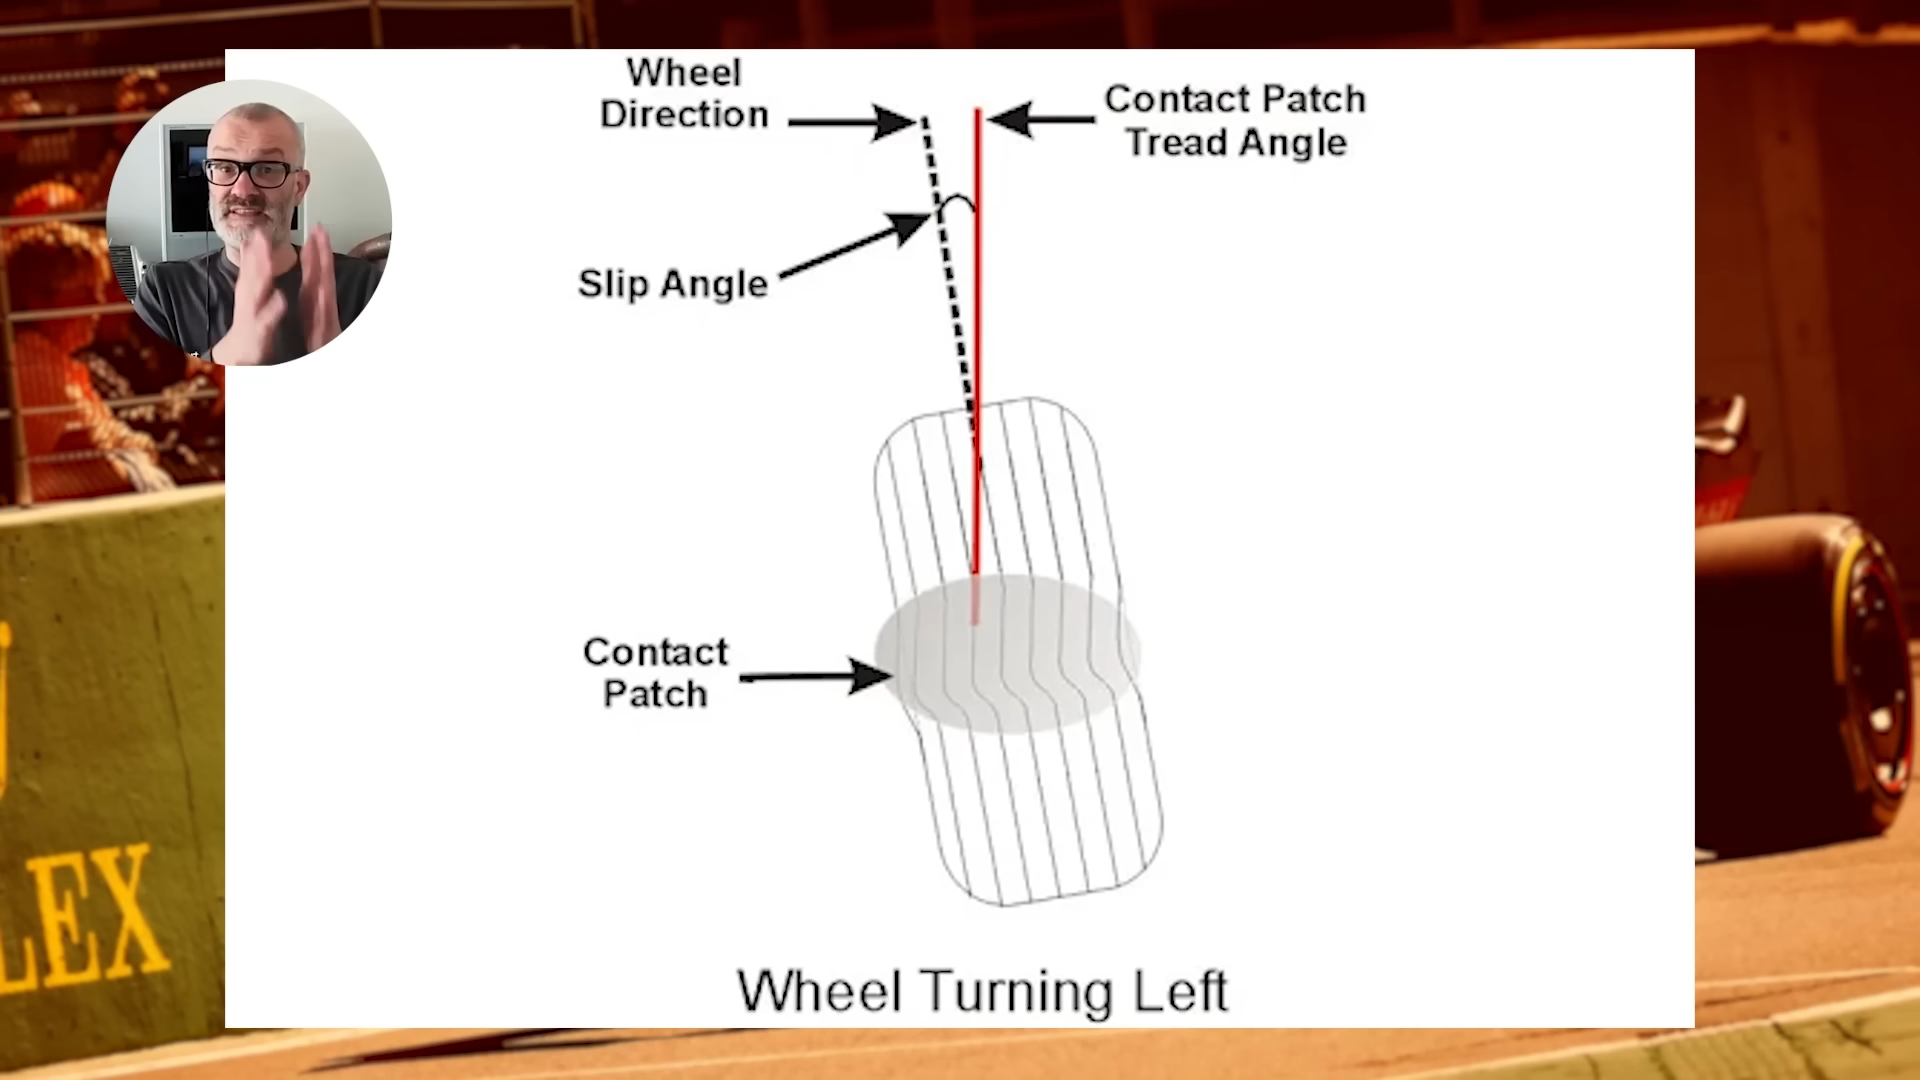 Wheel
Direction
Contact Patch
Tread Angle
Slip Angle
Contact
Patch
Wheel Turning Left
LEX